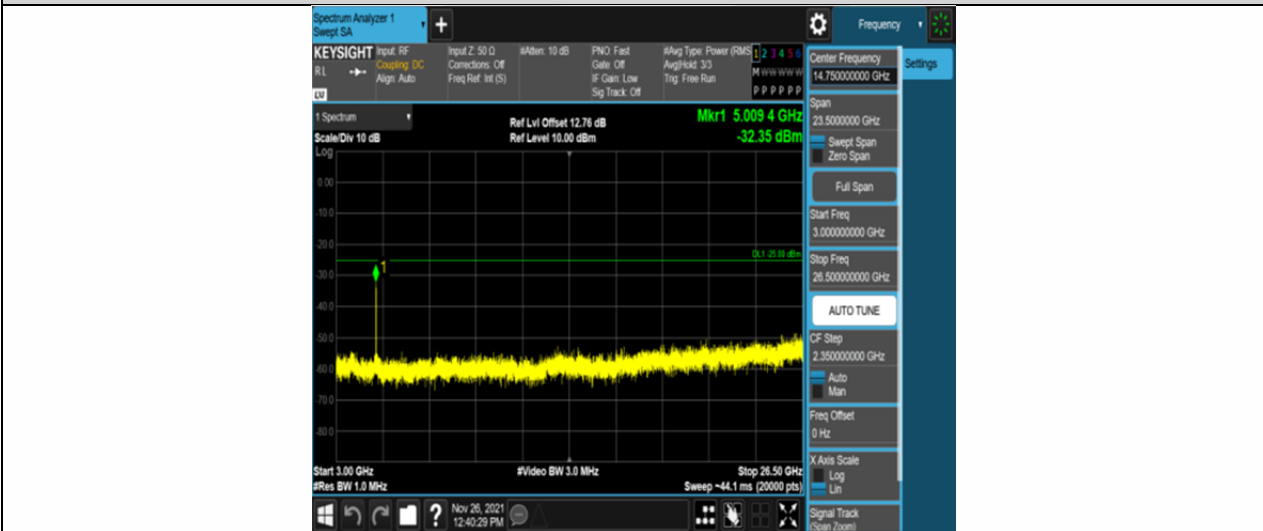 Spectrum Analyzer 1
Swept SA
+
Frequency
KEYSIGHT
Input: RF
Coupling: DC
Align: Auto
RL
LXI
Input Z: 50 Ω
Corrections: Off
Freq Ref: Int (S)
#Atten: 10 dB
PNO: Fast
Gate: Off
IF Gain: Low
Sig Track: Off
#Avg Type: Power (RMS
Avg|Hold: 3/3
Trig: Free Run
1 2 3 4 5 6
M W W W W W
P P P P P P
1 Spectrum
Scale/Div 10 dB
Log
Ref Lvl Offset 12.76 dB
Ref Level 10.00 dBm
Mkr1 5.009 4 GHz
-32.35 dBm
0.00
-10.0
-20.0
-30.0
-40.0
-50.0
-60.0
-70.0
-80.0
DL1 -25.00 dBm
1
Start 3.00 GHz
#Res BW 1.0 MHz
#Video BW 3.0 MHz
Stop 26.50 GHz
Sweep ~44.1 ms (20000 pts)
Nov 26, 2021
12:40:29 PM
?
Center Frequency
14.750000000 GHz
Settings
Span
23.5000000 GHz
Swept Span
Zero Span
Full Span
Start Freq
3.000000000 GHz
Stop Freq
26.500000000 GHz
AUTO TUNE
CF Step
2.350000000 GHz
Auto
Man
Freq Offset
0 Hz
X Axis Scale
Log
Lin
Signal Track
(Span Zoom)